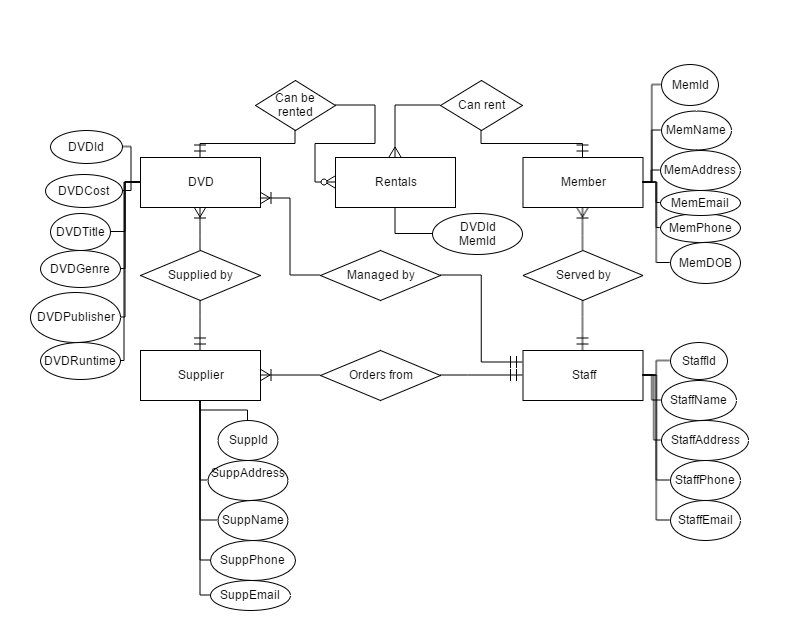 Can be
rented
Can rent
MemId
MemName
MemAddress
MemEmail
MemPhone
MemDOB
DVDId
DVDCost
DVDTitle
DVDGenre
DVDPublisher
DVDRuntime
DVD
Rentals
Member
DVDId
MemId
Supplied by
Managed by
Served by
Supplier
Orders from
Staff
StaffId
StaffName
StaffAddress
StaffPhone
StaffEmail
SuppId
SuppAddress
SuppName
SuppPhone
SuppEmail